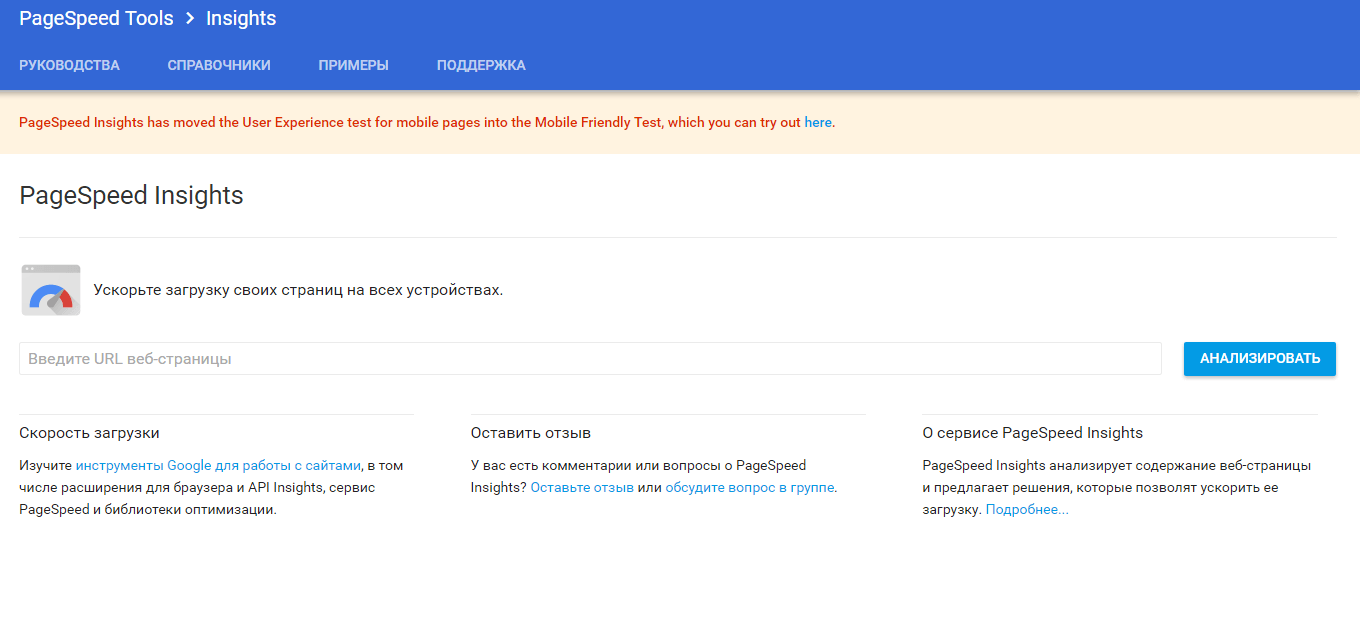 PageSpeed Tools > Insights
РУКОВОДСТВА СПРАВОЧНИКИ ПРИМЕРЫ ПОДДЕРЖКА
PageSpeed Insights has moved the User Experience test for mobile pages into the Mobile Friendly Test, which you can try out here.
PageSpeed Insights
Ускорьте загрузку своих страниц на всех устройствах.
Введите URL веб-страницы
АНАЛИЗИРОВАТЬ
Скорость загрузки
Изучите инструменты Google для работы с сайтами, в том
числе расширения для браузера и API Insights, сервис
PageSpeed и библиотеки оптимизации.
Оставить отзыв
У вас есть комментарии или вопросы о PageSpeed
Insights? Оставьте отзыв или обсудите вопрос в группе.
О сервисе PageSpeed Insights
PageSpeed Insights анализирует содержание веб-страницы
и предлагает решения, которые позволят ускорить ее
загрузку. Подробнее...